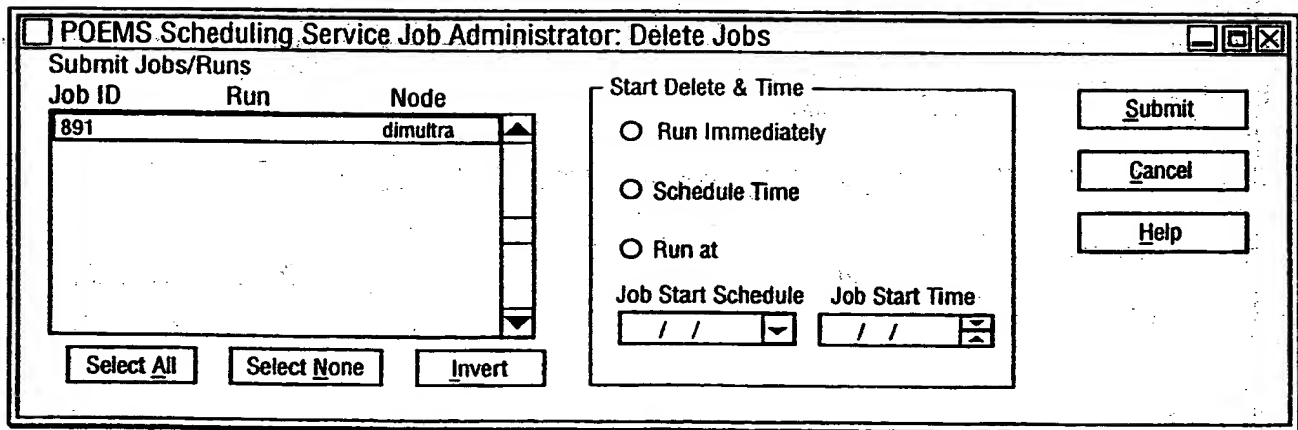 POEMS Scheduling Service Job Administrator: Delete Jobs
Submit Jobs/Runs
Job ID Run Node
891 dimultra
Select All Select None Invert
Start Delete & Time
Run Immediately
Schedule Time
Run at
Job Start Schedule Job Start Time
/ / / /
Submit
Cancel
Help